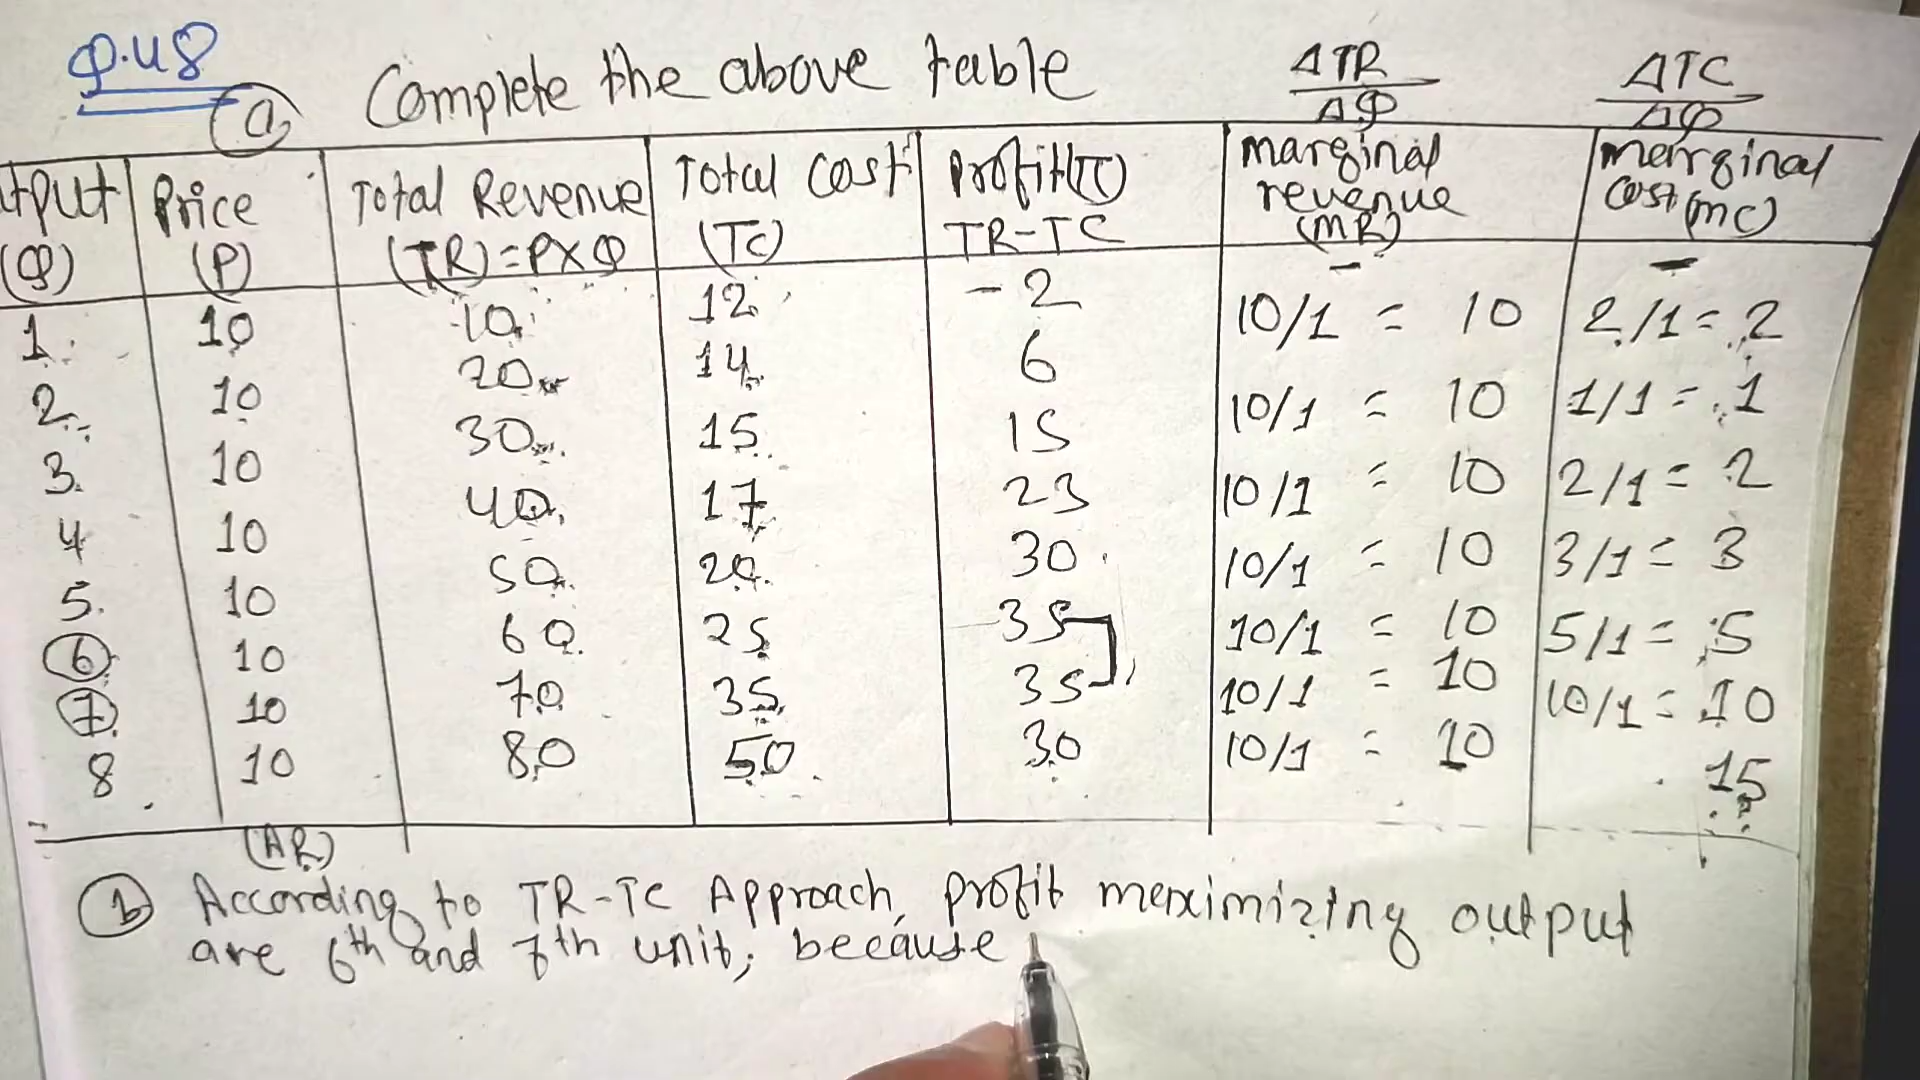 Q.48
(a) Complete the above table
ΔTR/ΔQ ΔTC/ΔQ
tput (Q) | Price (P) | Total Revenue (TR)=P×Q | Total Cost (TC) | Profit(π) TR-TC | marginal revenue (MR) | marginal cost(mc)
1. | 10 | 10 | 12 | -2 | - | -
2. | 10 | 20 | 14 | 6 | 10/1 = 10 | 2/1 = 2
3. | 10 | 30 | 15 | 15 | 10/1 = 10 | 1/1 = 1
4 | 10 | 40 | 17 | 23 | 10/1 = 10 | 2/1 = 2
5. | 10 | 50 | 20 | 30 | 10/1 = 10 | 3/1 = 3
6 | 10 | 60 | 25 | 35 | 10/1 = 10 | 5/1 = 5
7 | 10 | 70 | 35 | 35 | 10/1 = 10 | 10/1 = 10
8 | 10 | 80 | 50 | 30 | 10/1 = 10 | 15
(AR)
(b) According to TR-TC Approach, profit maximizing output
are 6th and 7th unit, because